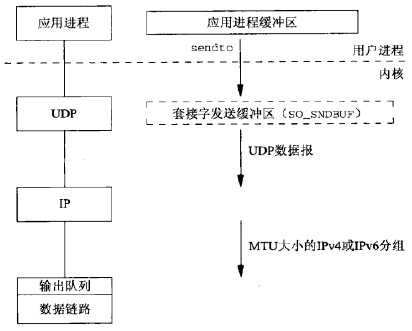 应用进程
应用进程缓冲区
sendto
用户进程
内核
UDP
套接字发送缓冲区（SO_SNDBUF）
UDP数据报
IP
MTU大小的IPv4或IPv6分组
输出队列
数据链路